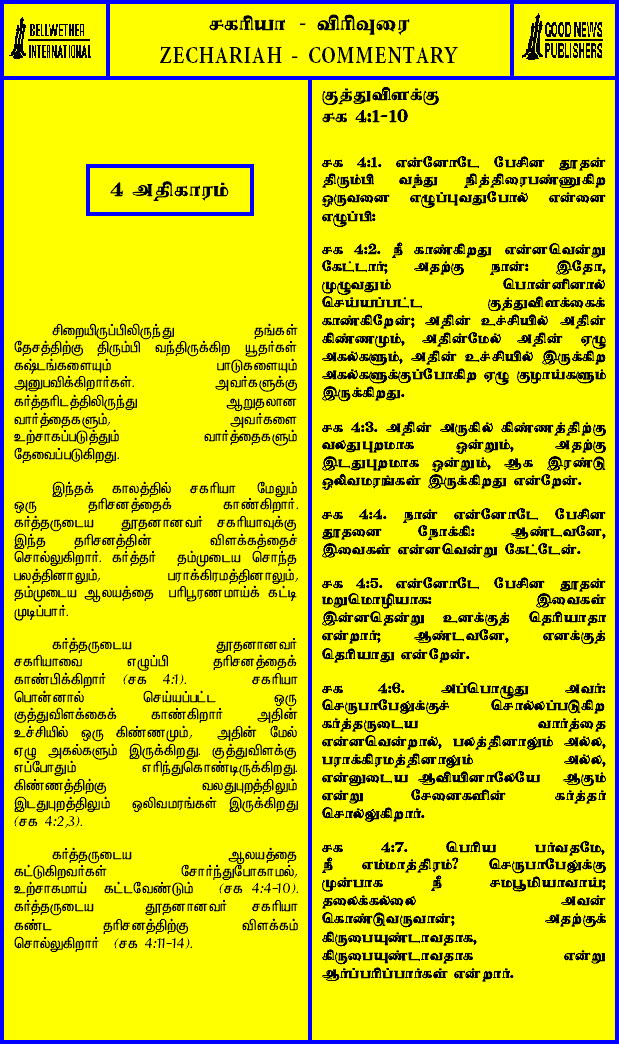 BELLWETHER
INTERNATIONAL
சகரியா - விரிவுரை
ZECHARIAH - COMMENTARY
GOOD NEWS
PUBLISHERS
4 அதிகாரம்
சிறையிருப்பிலிருந்து தங்கள்
தேசத்திற்கு திரும்பி வந்திருக்கிற யூதர்கள்
கஷ்டங்களையும் பாடுகளையும்
அனுபவிக்கிறார்கள். அவர்களுக்கு
கர்த்தரிடத்திலிருந்து ஆறுதலான
வார்த்தைகளும், அவர்களை
உற்சாகப்படுத்தும் வார்த்தைகளும்
தேவைப்படுகிறது.
இந்தக் காலத்தில் சகரியா மேலும்
ஒரு தரிசனத்தைக் காண்கிறார்.
கர்த்தருடைய தூதனானவர் சகரியாவுக்கு
இந்த தரிசனத்தின் விளக்கத்தைச்
சொல்லுகிறார். கர்த்தர் தம்முடைய சொந்த
பலத்தினாலும், பராக்கிரமத்தினாலும்,
தம்முடைய ஆலயத்தை பரிபூரணமாய்க் கட்டி
முடிப்பார்.
கர்த்தருடைய தூதனானவர்
சகரியாவை எழுப்பி தரிசனத்தைக்
காண்பிக்கிறார் (சக 4:1). சகரியா
பொன்னால் செய்யப்பட்ட ஒரு
குத்துவிளக்கைக் காண்கிறார் அதின்
உச்சியில் ஒரு கிண்ணமும், அதின் மேல்
ஏழு அகல்களும் இருக்கிறது. குத்துவிளக்கு
எப்போதும் எரிந்துகொண்டிருக்கிறது.
கிண்ணத்திற்கு வலதுபுறத்திலும்
இடதுபுறத்திலும் ஒலிவமரங்கள் இருக்கிறது
(சக 4:2,3).
கர்த்தருடைய ஆலயத்தை
கட்டுகிறவர்கள் சோர்ந்துபோகாமல்,
உற்சாகமாய் கட்டவேண்டும் (சக 4:4-10).
கர்த்தருடைய தூதனானவர் சகரியா
கண்ட தரிசனத்திற்கு விளக்கம்
சொல்லுகிறார் (சக 4:11-14).
குத்துவிளக்கு
சக 4:1-10
சக 4:1. என்னோடே பேசின தூதன்
திரும்பி வந்து நித்திரைபண்ணுகிற
ஒருவனை எழுப்புவதுபோல் என்னை
எழுப்பி:
சக 4:2. நீ காண்கிறது என்னவென்று
கேட்டார்; அதற்கு நான்: இதோ,
முழுவதும் பொன்னினால்
செய்யப்பட்ட குத்துவிளக்கைக்
காண்கிறேன்; அதின் உச்சியில் அதின்
கிண்ணமும், அதின்மேல் அதின் ஏழு
அகல்களும், அதின் உச்சியில் இருக்கிற
அகல்களுக்குப்போகிற ஏழு குழாய்களும்
இருக்கிறது.
சக 4:3. அதின் அருகில் கிண்ணத்திற்கு
வலதுபுறமாக ஒன்றும், அதற்கு
இடதுபுறமாக ஒன்றும், ஆக இரண்டு
ஒலிவமரங்கள் இருக்கிறது என்றேன்.
சக 4:4. நான் என்னோடே பேசின
தூதனை நோக்கி: ஆண்டவனே,
இவைகள் என்னவென்று கேட்டேன்.
சக 4:5. என்னோடே பேசின தூதன்
மறுமொழியாக: இவைகள்
இன்னதென்று உனக்குத் தெரியாதா
என்றார்; ஆண்டவனே, எனக்குத்
தெரியாது என்றேன்.
சக 4:6. அப்பொழுது அவர்:
செருபாபேலுக்குச் சொல்லப்படுகிற
கர்த்தருடைய வார்த்தை
என்னவென்றால், பலத்தினாலும் அல்ல,
பராக்கிரமத்தினாலும் அல்ல,
என்னுடைய ஆவியினாலேயே ஆகும்
என்று சேனைகளின் கர்த்தர்
சொல்லுகிறார்.
சக 4:7. பெரிய பர்வதமே,
நீ எம்மாத்திரம்? செருபாபேலுக்கு
முன்பாக நீ சமபூமியாவாய்;
தலைக்கல்லை அவன்
கொண்டுவருவான்; அதற்குக்
கிருபையுண்டாவதாக,
கிருபையுண்டாவதாக என்று
ஆர்ப்பரிப்பார்கள் என்றார்.